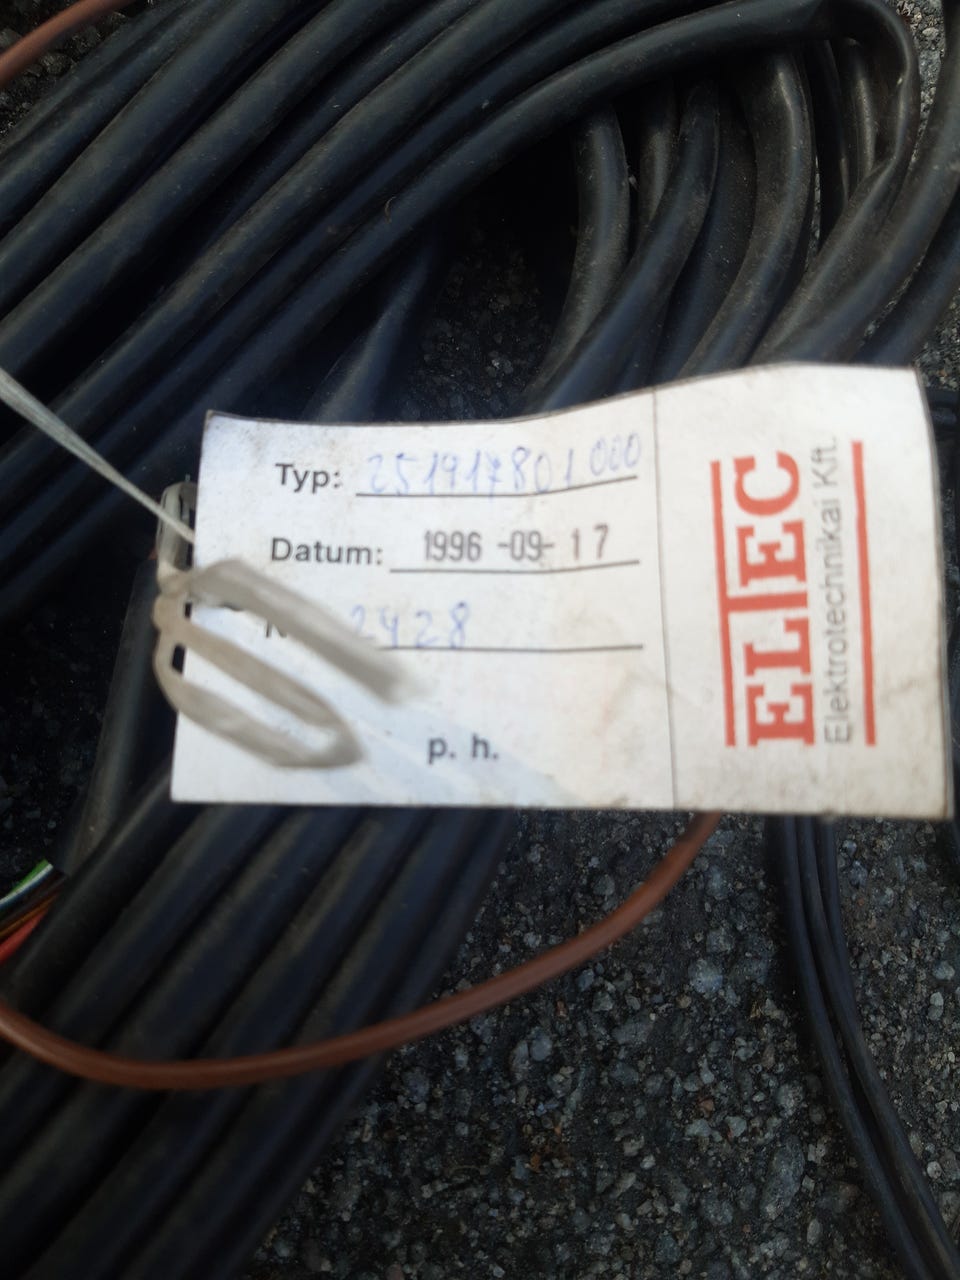 Typ: 251917801 000
Datum: 1996 -09- 17
2428
p. h.
ELEC
Elektrotechnikai Kft.